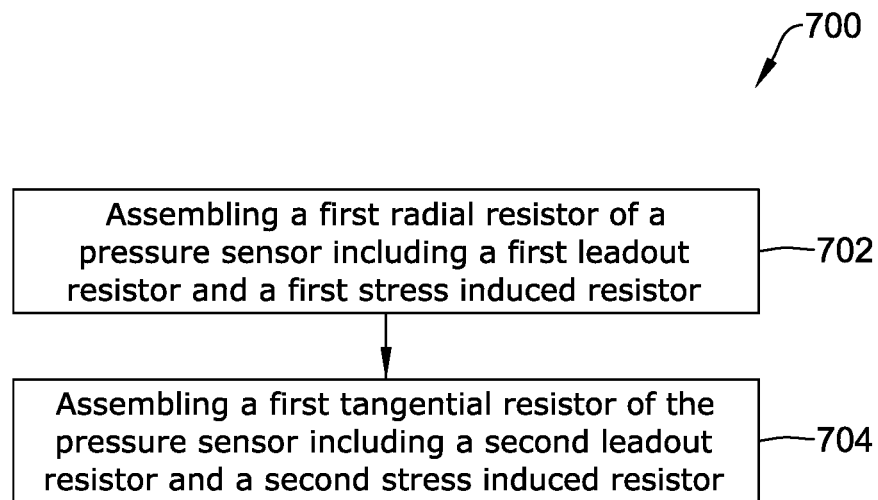 700
Assembling a first radial resistor of a
pressure sensor including a first leadout
resistor and a first stress induced resistor
702
Assembling a first tangential resistor of the
pressure sensor including a second leadout
resistor and a second stress induced resistor
704